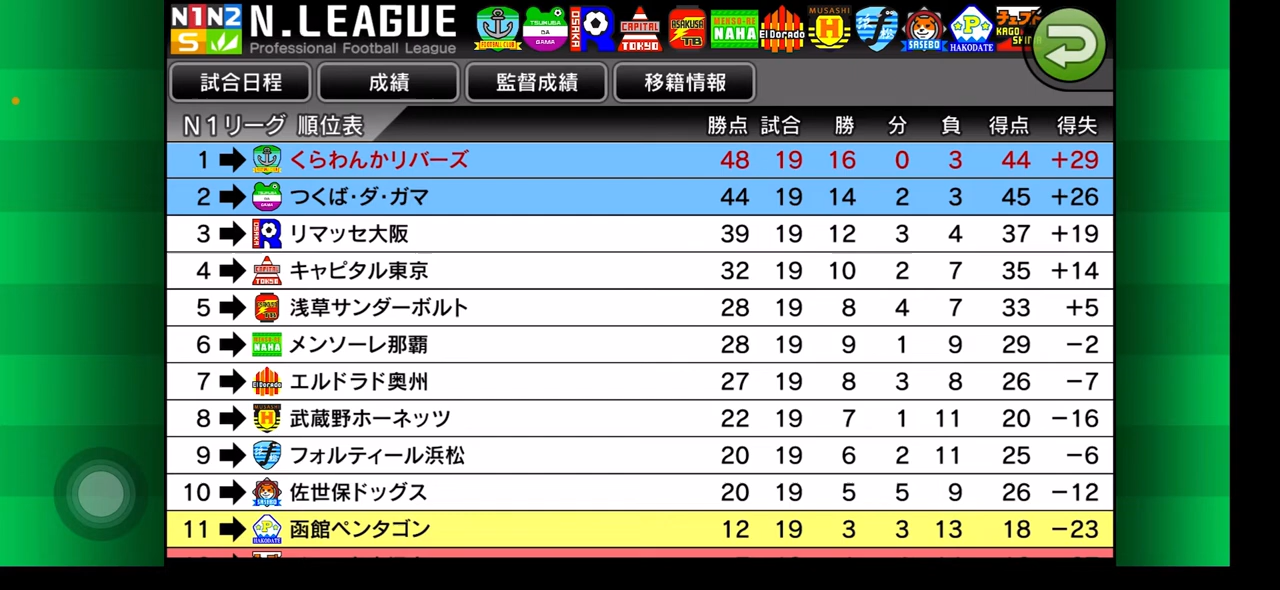 N1 N2 N. LEAGUE
S Professional Football League
FOOTBALL CLUB TSUKUBA DA GAMA OSAKA R CAPITAL TOKYO ASAKUSA TB MENSO-RE NAHA El Dorado MUSASHI H SASEBO P HAKODATE
試合日程 成績 監督成績 移籍情報
N1リーグ 順位表 勝点 試合 勝 分 負 得点 得失
1 くらわんかリバーズ 48 19 16 0 3 44 +29
2 つくば・ダ・ガマ 44 19 14 2 3 45 +26
3 リマッセ大阪 39 19 12 3 4 37 +19
4 キャピタル東京 32 19 10 2 7 35 +14
5 浅草サンダーボルト 28 19 8 4 7 33 +5
6 メンソーレ那覇 28 19 9 1 9 29 −2
7 エルドラド奥州 27 19 8 3 8 26 −7
8 武蔵野ホーネッツ 22 19 7 1 11 20 −16
9 フォルティール浜松 20 19 6 2 11 25 −6
10 佐世保ドッグス 20 19 5 5 9 26 −12
11 函館ペンタゴン 12 19 3 3 13 18 −23